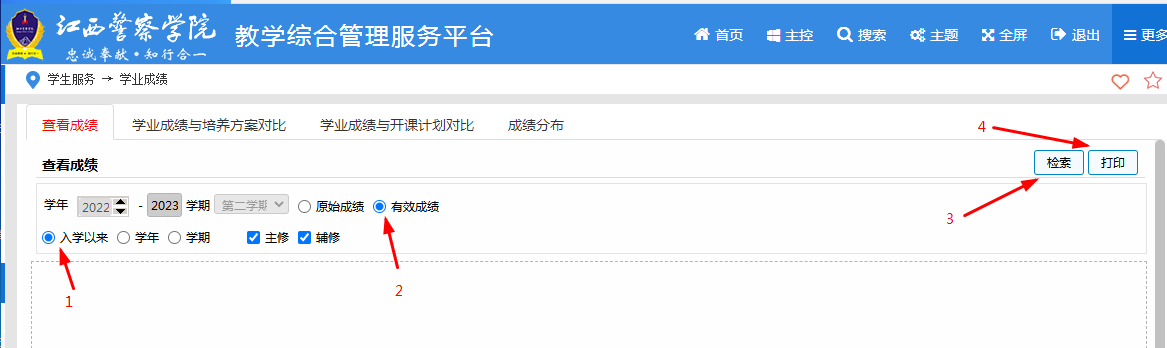 江西警察学院
忠诚奉献·知行合一
教学综合管理服务平台
首页 主控 搜索 主题 全屏 退出 更多
学生服务 → 学业成绩
查看成绩 学业成绩与培养方案对比 学业成绩与开课计划对比 成绩分布
4
查看成绩 检索 打印
学年 2022 - 2023 学期 第二学期 原始成绩 有效成绩
3
入学以来 学年 学期 主修 辅修
1 2